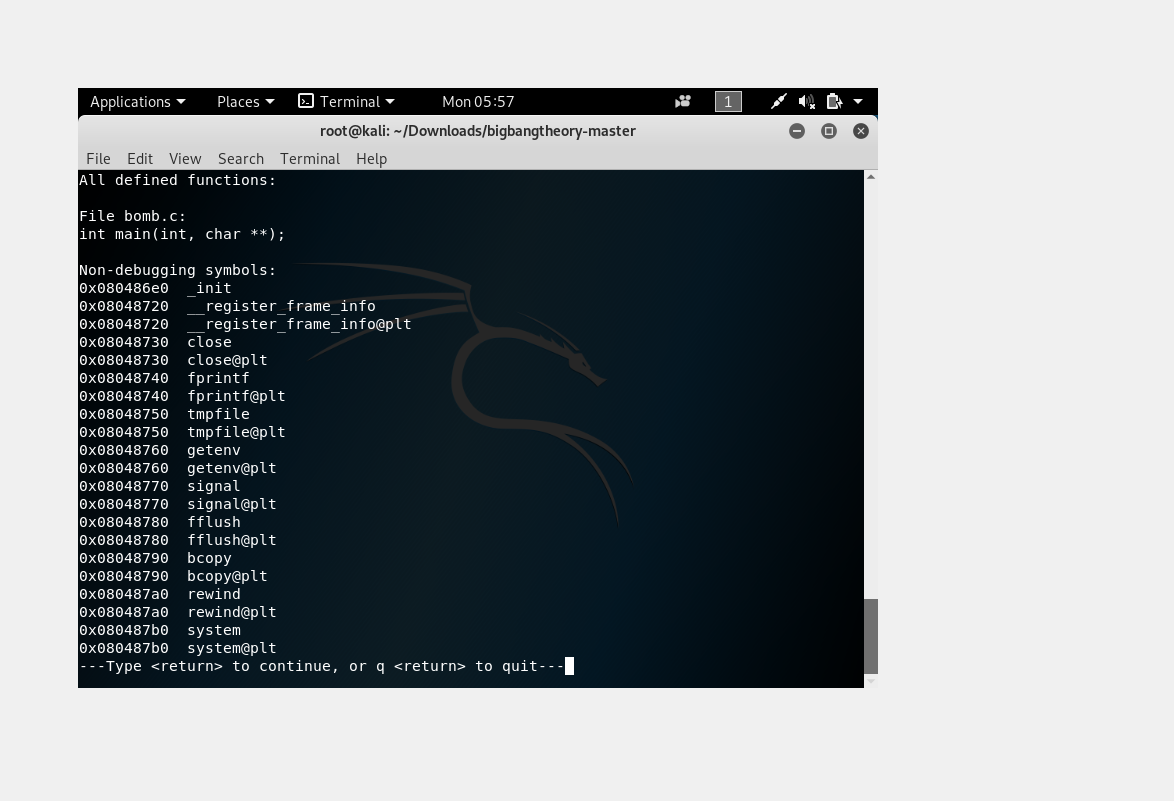 Applications Places Terminal Mon 05:57 1
root@kali: ~/Downloads/bigbangtheory-master
File Edit View Search Terminal Help
All defined functions:
File bomb.c:
int main(int, char **);
Non-debugging symbols:
0x080486e0  _init
0x08048720  __register_frame_info
0x08048720  __register_frame_info@plt
0x08048730  close
0x08048730  close@plt
0x08048740  fprintf
0x08048740  fprintf@plt
0x08048750  tmpfile
0x08048750  tmpfile@plt
0x08048760  getenv
0x08048760  getenv@plt
0x08048770  signal
0x08048770  signal@plt
0x08048780  fflush
0x08048780  fflush@plt
0x08048790  bcopy
0x08048790  bcopy@plt
0x080487a0  rewind
0x080487a0  rewind@plt
0x080487b0  system
0x080487b0  system@plt
---Type <return> to continue, or q <return> to quit---